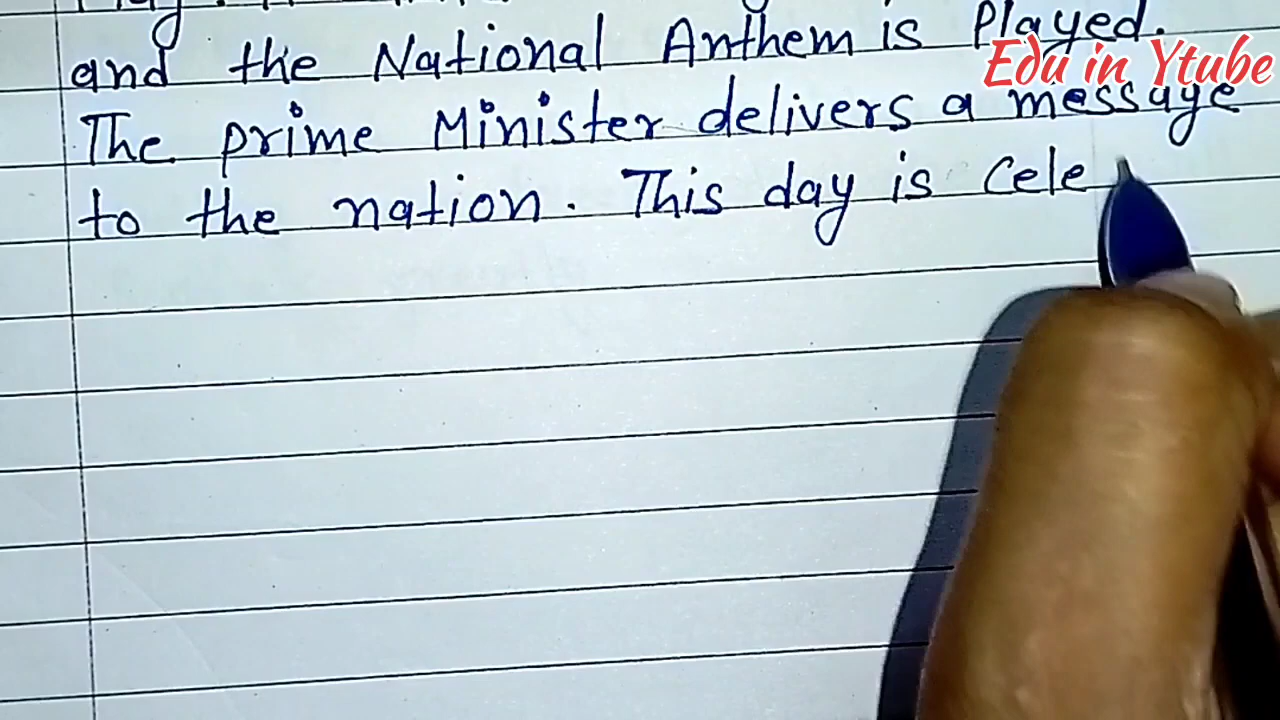 and the National Anthem is Played.
Edu in Ytube
The prime Minister delivers a message
to the nation. This day is Cele